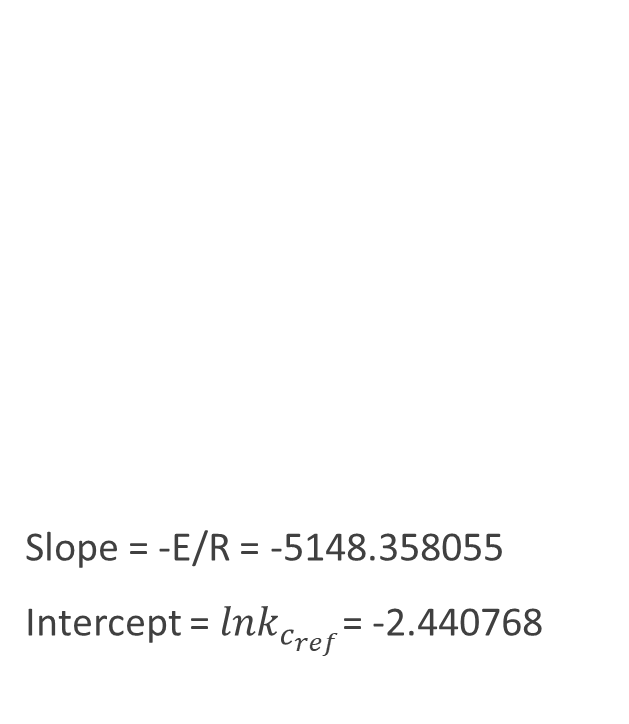 Slope = -E/R = -5148.358055
Intercept = lnk_{c_{ref}} = -2.440768